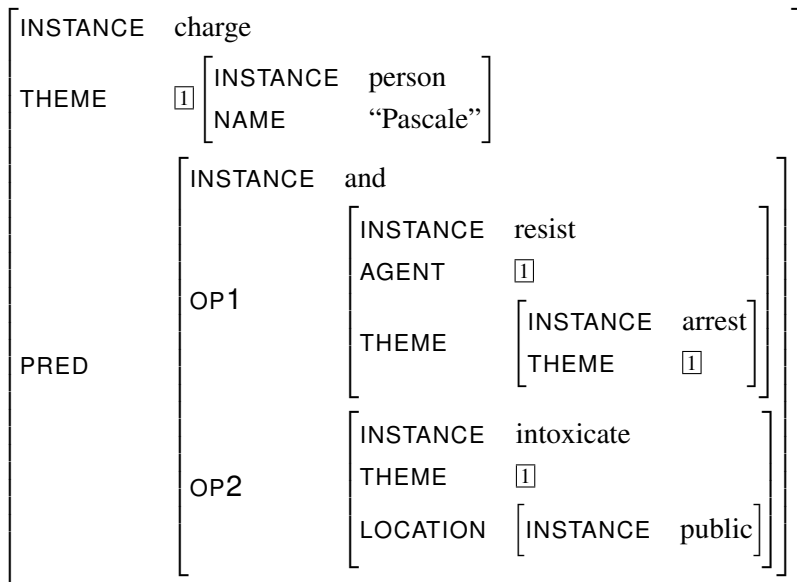 INSTANCE charge
THEME 1 INSTANCE person
NAME “Pascale”
PRED INSTANCE and
OP1 INSTANCE resist
AGENT 1
THEME INSTANCE arrest
THEME 1
OP2 INSTANCE intoxicate
THEME 1
LOCATION INSTANCE public